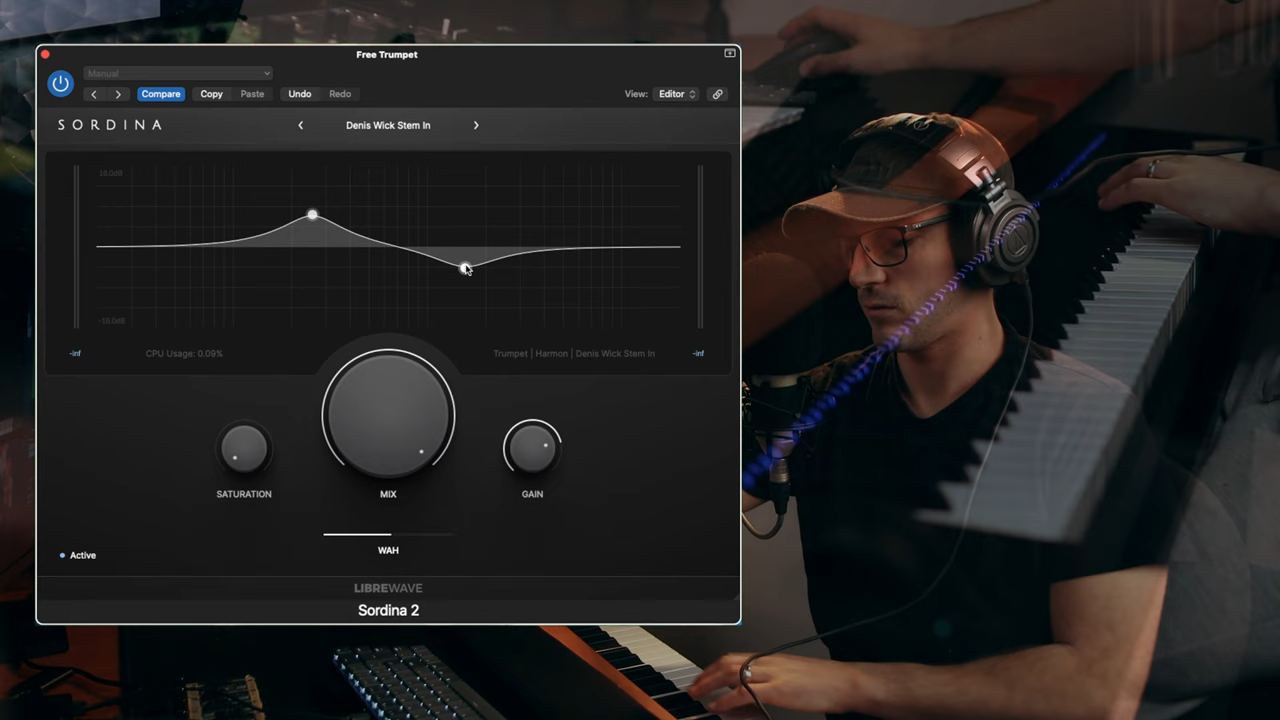 Free Trumpet
Manual
Compare
Copy
Paste
Undo
Redo
View:
Editor
SORDINA
Denis Wick Stem In
18.0dB
-18.0dB
-inf
CPU Usage: 0.09%
Trumpet | Harmon | Denis Wick Stem In
-inf
SATURATION
MIX
GAIN
WAH
Active
LIBREWAVE
Sordina 2